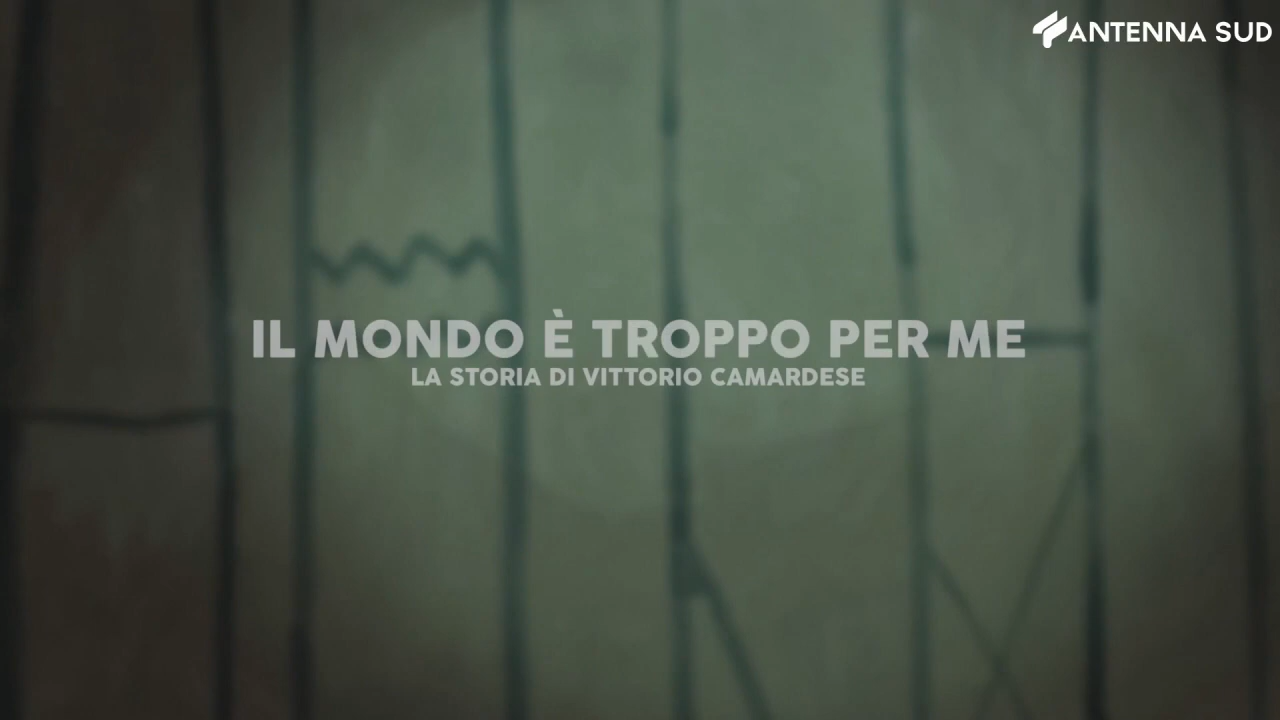 ANTENNA SUD
IL MONDO È TROPPO PER ME
LA STORIA DI VITTORIO CAMARDESE